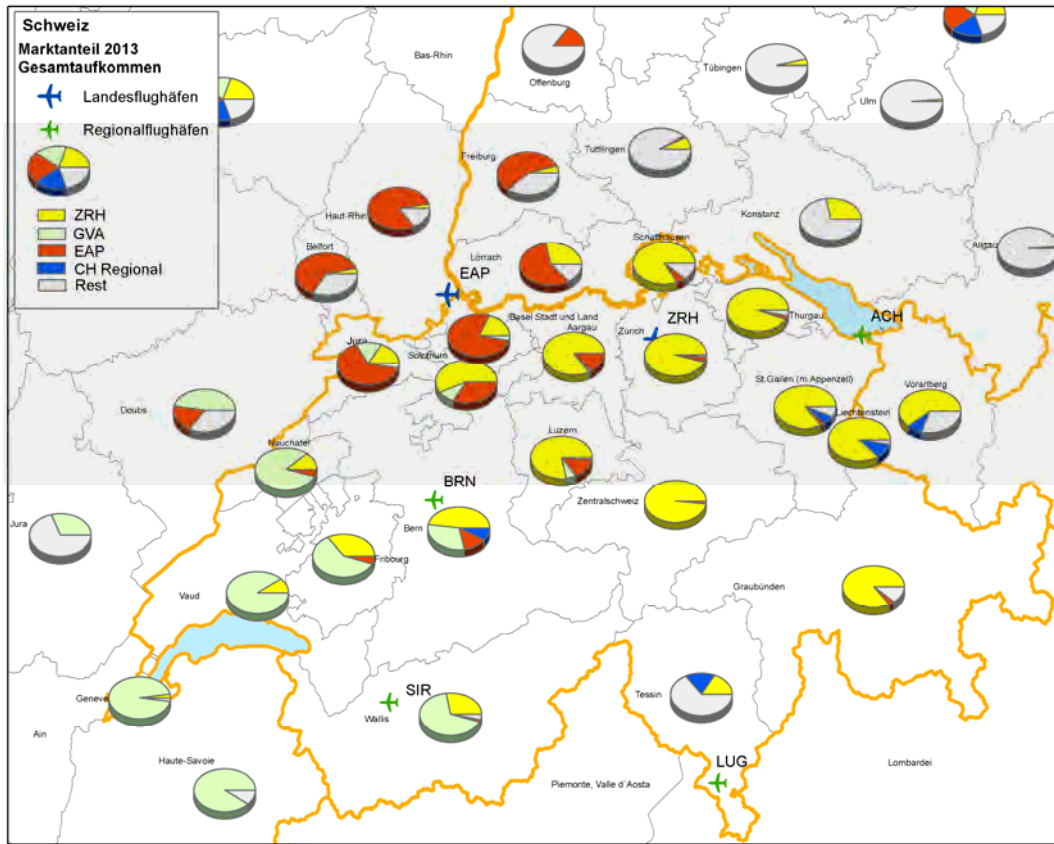 Schweiz
Marktanteil 2013
Gesamtaufkommen
Landesflughäfen
Regionalflughäfen
ZRH
GVA
EAP
CH Regional
Rest
Bas-Rhin
Offenburg
Tübingen
Ulm
Freiburg
Tuttlingen
Haut-Rhin
Konstanz
Belfort
Lörrach
Schaffhausen
Allgäu
EAP
Basel Stadt und Land
Aargau
Zürich
ZRH
Thurgau
ACH
Jura
Solothurn
St.Gallen (m.Appenzell)
Vorarlberg
Liechtenstein
Doubs
Neuchatel
Luzern
BRN
Zentralschweiz
Jura
Bern
Fribourg
Vaud
Graubünden
Geneve
SIR
Wallis
Tessin
Ain
Haute-Savoie
LUG
Piemonte, Valle d´Aosta
Lombardei